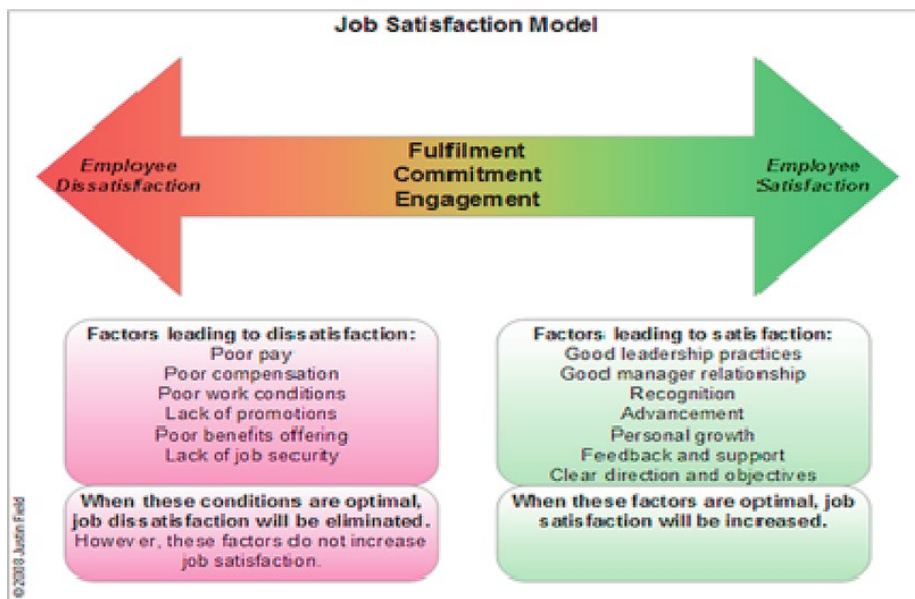 Job Satisfaction Model
Employee
Dissatisfaction
Fulfilment
Commitment
Engagement
Employee
Satisfaction
Factors leading to dissatisfaction:
Poor pay
Poor compensation
Poor work conditions
Lack of promotions
Poor benefits offering
Lack of job security
When these conditions are optimal,
job dissatisfaction will be eliminated.
However, these factors do not increase
job satisfaction.
Factors leading to satisfaction:
Good leadership practices
Good manager relationship
Recognition
Advancement
Personal growth
Feedback and support
Clear direction and objectives
When these factors are optimal, job
satisfaction will be increased.
©2008 Justin Field